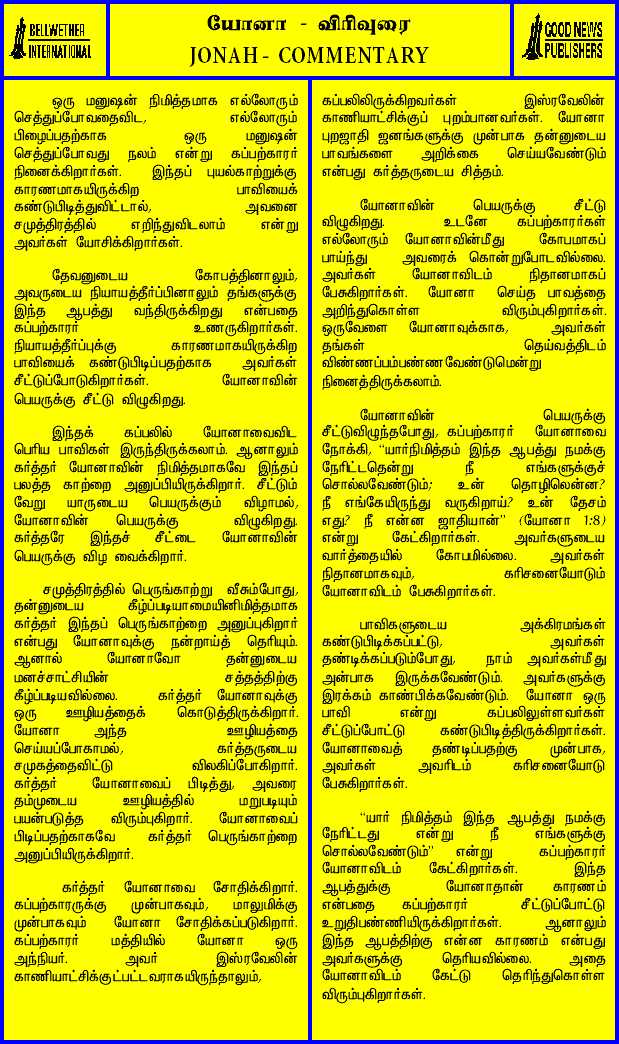 BELLWETHER
INTERNATIONAL
யோனா - விரிவுரை
JONAH - COMMENTARY
GOOD NEWS
PUBLISHERS
ஒரு மனுஷன் நிமித்தமாக எல்லோரும்
செத்துப்போவதைவிட, எல்லோரும்
பிழைப்பதற்காக ஒரு மனுஷன்
செத்துப்போவது நலம் என்று கப்பற்காரர்
நினைக்கிறார்கள். இந்தப் புயல்காற்றுக்கு
காரணமாகயிருக்கிற பாவியைக்
கண்டுபிடித்துவிட்டால், அவனை
சமுத்திரத்தில் எறிந்துவிடலாம் என்று
அவர்கள் யோசிக்கிறார்கள்.
தேவனுடைய கோபத்தினாலும்,
அவருடைய நியாயத்தீர்ப்பினாலும் தங்களுக்கு
இந்த ஆபத்து வந்திருக்கிறது என்பதை
கப்பற்காரர் உணருகிறார்கள்.
நியாயத்தீர்ப்புக்கு காரணமாகயிருக்கிற
பாவியைக் கண்டுபிடிப்பதற்காக அவர்கள்
சீட்டுப்போடுகிறார்கள். யோனாவின்
பெயருக்கு சீட்டு விழுகிறது.
இந்தக் கப்பலில் யோனாவைவிட
பெரிய பாவிகள் இருந்திருக்கலாம். ஆனாலும்
கர்த்தர் யோனாவின் நிமித்தமாகவே இந்தப்
பலத்த காற்றை அனுப்பியிருக்கிறார். சீட்டும்
வேறு யாருடைய பெயருக்கும் விழாமல்,
யோனாவின் பெயருக்கு விழுகிறது.
கர்த்தரே இந்தச் சீட்டை யோனாவின்
பெயருக்கு விழ வைக்கிறார்.
சமுத்திரத்தில் பெருங்காற்று வீசும்போது,
தன்னுடைய கீழ்ப்படியாமையினிமித்தமாக
கர்த்தர் இந்தப் பெருங்காற்றை அனுப்புகிறார்
என்பது யோனாவுக்கு நன்றாய்த் தெரியும்.
ஆனால் யோனாவோ தன்னுடைய
மனச்சாட்சியின் சத்தத்திற்கு
கீழ்ப்படியவில்லை. கர்த்தர் யோனாவுக்கு
ஒரு ஊழியத்தைக் கொடுத்திருக்கிறார்.
யோனா அந்த ஊழியத்தை
செய்யப்போகாமல், கர்த்தருடைய
சமுகத்தைவிட்டு விலகிப்போகிறார்.
கர்த்தர் யோனாவைப் பிடித்து, அவரை
தம்முடைய ஊழியத்தில் மறுபடியும்
பயன்படுத்த விரும்புகிறார். யோனாவைப்
பிடிப்பதற்காகவே கர்த்தர் பெருங்காற்றை
அனுப்பியிருக்கிறார்.
கர்த்தர் யோனாவை சோதிக்கிறார்.
கப்பற்காரருக்கு முன்பாகவும், மாலுமிக்கு
முன்பாகவும் யோனா சோதிக்கப்படுகிறார்.
கப்பற்காரர் மத்தியில் யோனா ஒரு
அந்நியர். அவர் இஸ்ரவேலின்
காணியாட்சிக்குட்பட்டவராகயிருந்தாலும்,
கப்பலிலிருக்கிறவர்கள் இஸ்ரவேலின்
காணியாட்சிக்குப் புறம்பானவர்கள். யோனா
புறஜாதி ஜனங்களுக்கு முன்பாக தன்னுடைய
பாவங்களை அறிக்கை செய்யவேண்டும்
என்பது கர்த்தருடைய சித்தம்.
யோனாவின் பெயருக்கு சீட்டு
விழுகிறது. உடனே கப்பற்காரர்கள்
எல்லோரும் யோனாவின்மீது கோபமாகப்
பாய்ந்து அவரைக் கொன்றுபோடவில்லை.
அவர்கள் யோனாவிடம் நிதானமாகப்
பேசுகிறார்கள். யோனா செய்த பாவத்தை
அறிந்துகொள்ள விரும்புகிறார்கள்.
ஒருவேளை யோனாவுக்காக, அவர்கள்
தங்கள் தெய்வத்திடம்
விண்ணப்பம்பண்ணவேண்டுமென்று
நினைத்திருக்கலாம்.
யோனாவின் பெயருக்கு
சீட்டுவிழுந்தபோது, கப்பற்காரர் யோனாவை
நோக்கி, "யார்நிமித்தம் இந்த ஆபத்து நமக்கு
நேரிட்டதென்று நீ எங்களுக்குச்
சொல்லவேண்டும்; உன் தொழிலென்ன?
நீ எங்கேயிருந்து வருகிறாய்? உன் தேசம்
எது? நீ என்ன ஜாதியான்" (யோனா 1:8)
என்று கேட்கிறார்கள். அவர்களுடைய
வார்த்தையில் கோபமில்லை. அவர்கள்
நிதானமாகவும், கரிசனையோடும்
யோனாவிடம் பேசுகிறார்கள்.
பாவிகளுடைய அக்கிரமங்கள்
கண்டுபிடிக்கப்பட்டு, அவர்கள்
தண்டிக்கப்படும்போது, நாம் அவர்கள்மீது
அன்பாக இருக்கவேண்டும். அவர்களுக்கு
இரக்கம் காண்பிக்கவேண்டும். யோனா ஒரு
பாவி என்று கப்பலிலுள்ளவர்கள்
சீட்டுப்போட்டு கண்டுபிடித்திருக்கிறார்கள்.
யோனாவைத் தண்டிப்பதற்கு முன்பாக,
அவர்கள் அவரிடம் கரிசனையோடு
பேசுகிறார்கள்.
"யார் நிமித்தம் இந்த ஆபத்து நமக்கு
நேரிட்டது என்று நீ எங்களுக்கு
சொல்லவேண்டும்" என்று கப்பற்காரர்
யோனாவிடம் கேட்கிறார்கள். இந்த
ஆபத்துக்கு யோனாதான் காரணம்
என்பதை கப்பற்காரர் சீட்டுப்போட்டு
உறுதிபண்ணியிருக்கிறார்கள். ஆனாலும்
இந்த ஆபத்திற்கு என்ன காரணம் என்பது
அவர்களுக்கு தெரியவில்லை. அதை
யோனாவிடம் கேட்டு தெரிந்துகொள்ள
விரும்புகிறார்கள்.